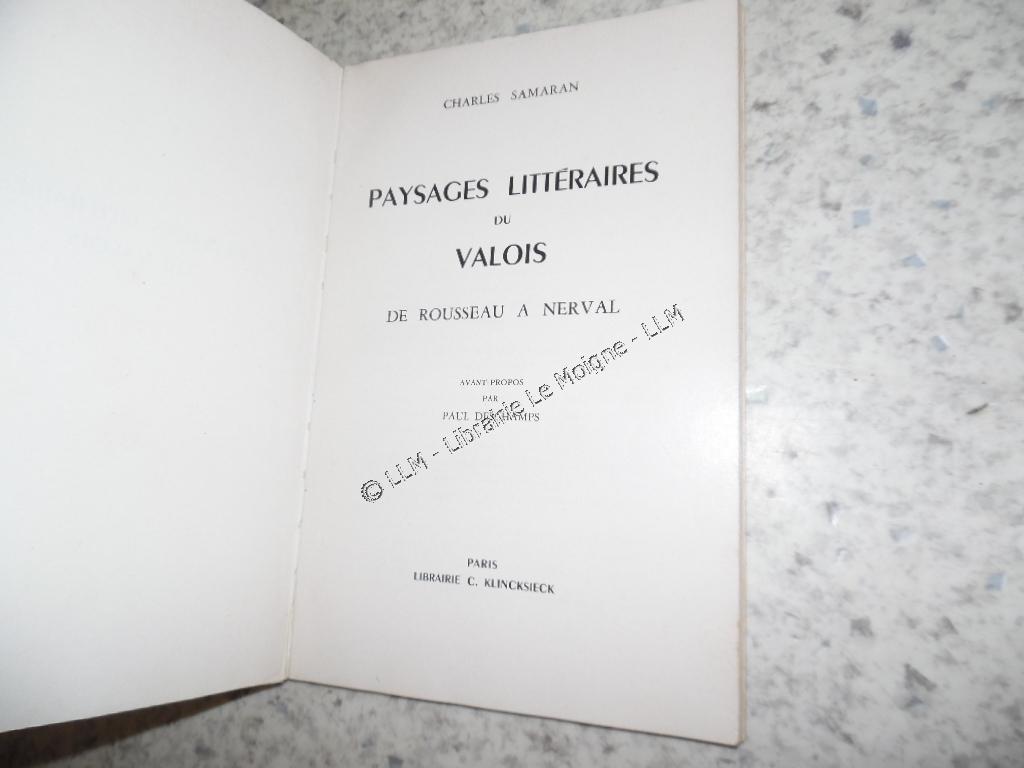 CHARLES SAMARAN
PAYSAGES LITTÉRAIRES
DU
VALOIS
DE ROUSSEAU A NERVAL
AVANT PROPOS
PAR
PAUL DESCHAMPS
© LLM - Librairie Le Moigne - LLM
PARIS
LIBRAIRIE C. KLINCKSIECK